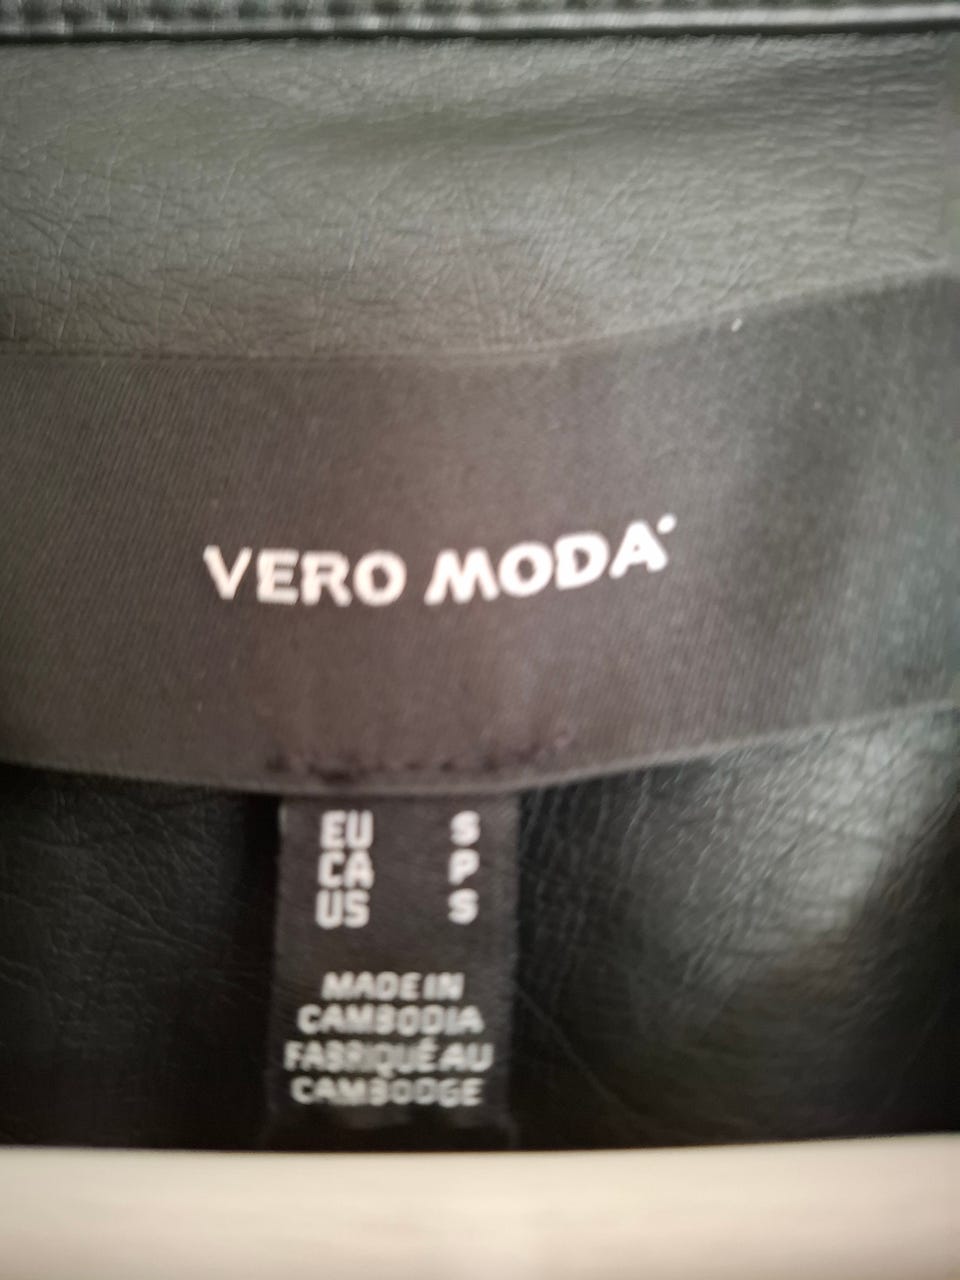 VERO MODA
EU S
CA P
US S
MADE IN
CAMBODIA
FABRIQUÉ AU
CAMBODGE